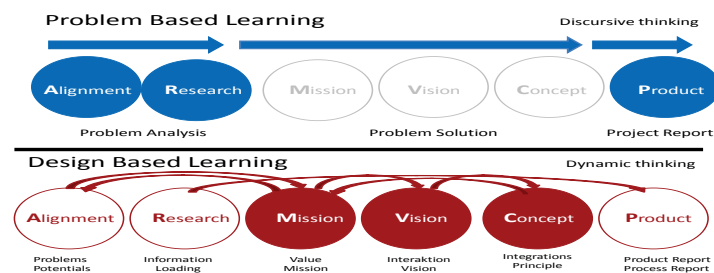 Problem Based Learning
Discursive thinking
Alignment
Research
Mission
Vision
Concept
Product
Problem Analysis
Problem Solution
Project Report
Design Based Learning
Dynamic thinking
Alignment
Research
Mission
Vision
Concept
Product
Problems
Potentials
Information
Loading
Value
Mission
Interaktion
Vision
Integrations
Principle
Product Report
Process Report